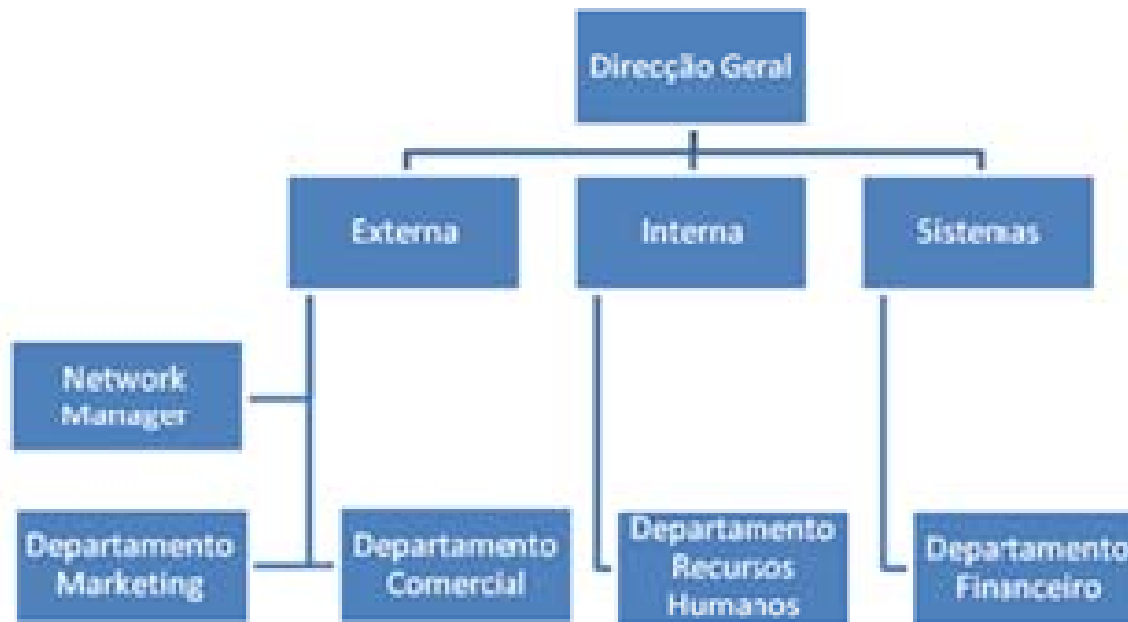 Direcção Geral
Externa
Interna
Sistemas
Network
Manager
Departamento
Marketing
Departamento
Comercial
Departamento
Recursos
Humanos
Departamento
Financeiro